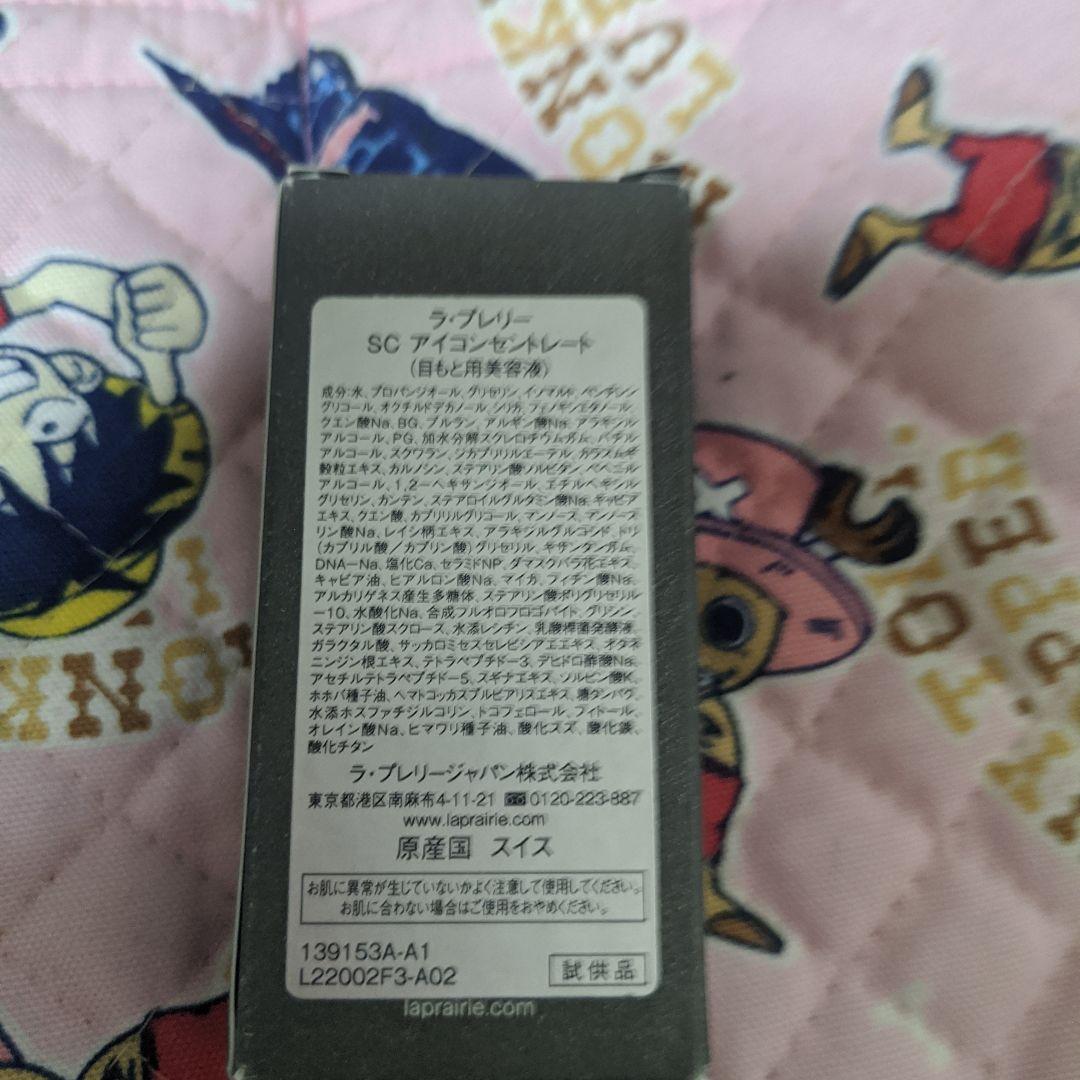 ラ・プレリー
SC アイコンセントレート
(目もと用美容液)
成分:水、プロパンジオール、グリセリン、イソマルト、ペンチレン
グリコール、オクチルドデカノール、シリカ、フェノキシエタノール、
クエン酸Na、BG、プルラン、アルギン酸Na、アラキジル
アルコール、PG、加水分解スクレロチウムガム、バチル
アルコール、スクワラン、ジカプリリルエーテル、カラスムギ
穀粒エキス、カルノシン、ステアリン酸ソルビタン、ベヘニル
アルコール、1,2-ヘキサンジオール、エチルヘキシル
グリセリン、カンテン、ステアロイルグルタミン酸Na、キャビア
エキス、クエン酸、カプリリルグリコール、マンノース、マンノース
リン酸Na、レイシ柄エキス、アラキジルグルコシド、トリ
(カプリル酸/カプリン酸)グリセリル、キサンタンガム、
DNA-Na、塩化Ca、セラミドNP、ダマスクバラ花エキス、
キャビア油、ヒアルロン酸Na、マイカ、フィチン酸Na、
アルカリゲネス産生多糖体、ステアリン酸ポリグリセリル
-10、水酸化Na、合成フルオロフロゴパイト、グリシン、
ステアリン酸スクロース、水添レシチン、乳酸桿菌発酵液、
ガラクタル酸、サッカロミセスセレビシアエエキス、オタネ
ニンジン根エキス、テトラペプチド-3、デヒドロ酢酸Na、
アセチルテトラペプチド-5、スギナエキス、ソルビン酸K、
ホホバ種子油、ヘマトコッカスプルビアリスエキス、糖タンパク、
水添ホスファチジルコリン、トコフェロール、フィトール、
オレイン酸Na、ヒマワリ種子油、酸化スズ、酸化鉄、
酸化チタン
ラ・プレリージャパン株式会社
東京都港区南麻布4-11-21 0120-223-887
www.laprairie.com
原産国 スイス
お肌に異常が生じていないかよく注意して使用してください。
お肌に合わない場合はご使用をおやめください。
139153A-A1
L22002F3-A02
試供品
laprairie.com